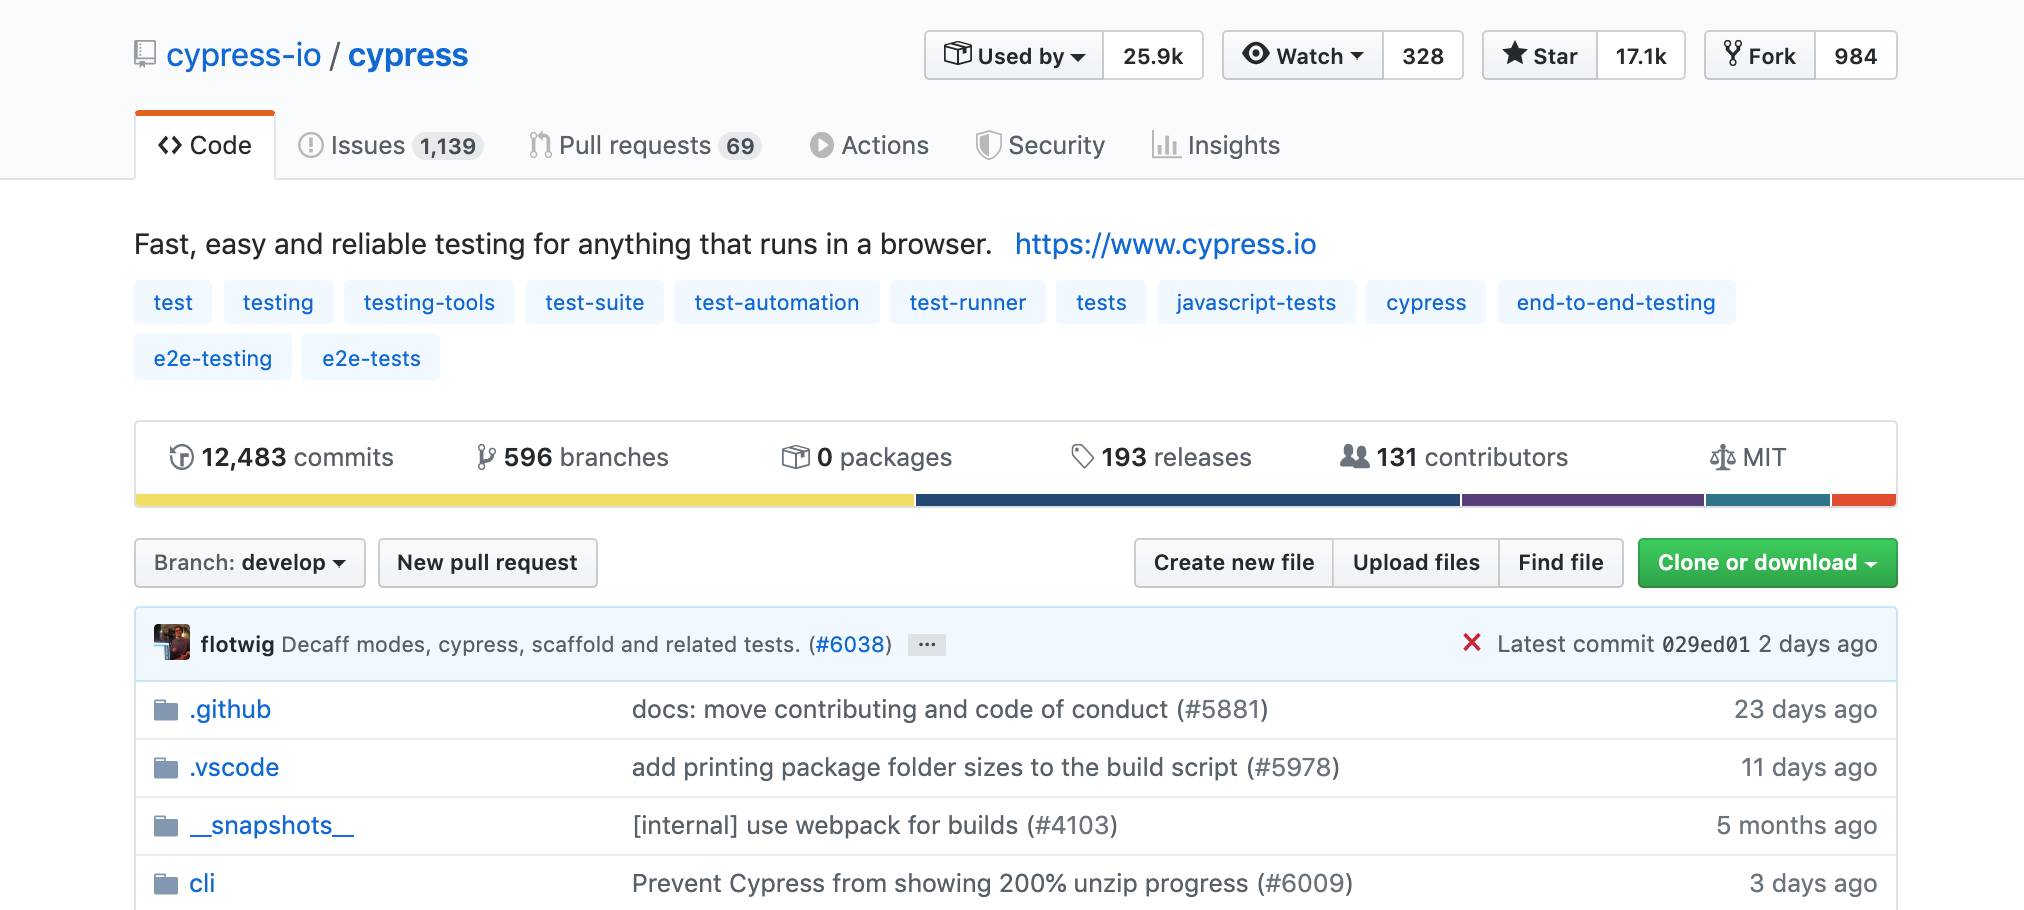 cypress-io / cypress Used by 25.9k Watch 328 Star 17.1k Fork 984
Code Issues 1,139 Pull requests 69 Actions Security Insights
Fast, easy and reliable testing for anything that runs in a browser. https://www.cypress.io
test testing testing-tools test-suite test-automation test-runner tests javascript-tests cypress end-to-end-testing
e2e-testing e2e-tests
12,483 commits 596 branches 0 packages 193 releases 131 contributors MIT
Branch: develop New pull request Create new file Upload files Find file Clone or download
flotwig Decaff modes, cypress, scaffold and related tests. (#6038) ... Latest commit 029ed01 2 days ago
.github docs: move contributing and code of conduct (#5881) 23 days ago
.vscode add printing package folder sizes to the build script (#5978) 11 days ago
__snapshots__ [internal] use webpack for builds (#4103) 5 months ago
cli Prevent Cypress from showing 200% unzip progress (#6009) 3 days ago